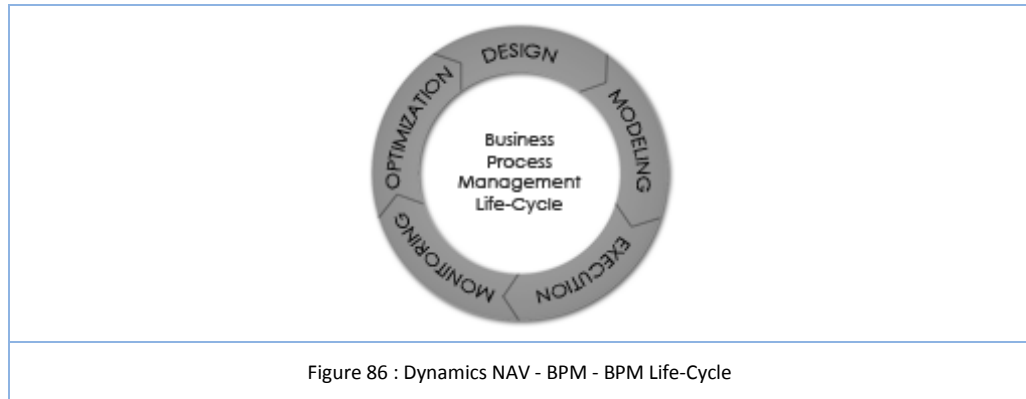 DESIGN
MODELING
EXECUTION
MONITORING
OPTIMIZATION
Business
Process
Management
Life-Cycle
Figure 86 : Dynamics NAV - BPM - BPM Life-Cycle